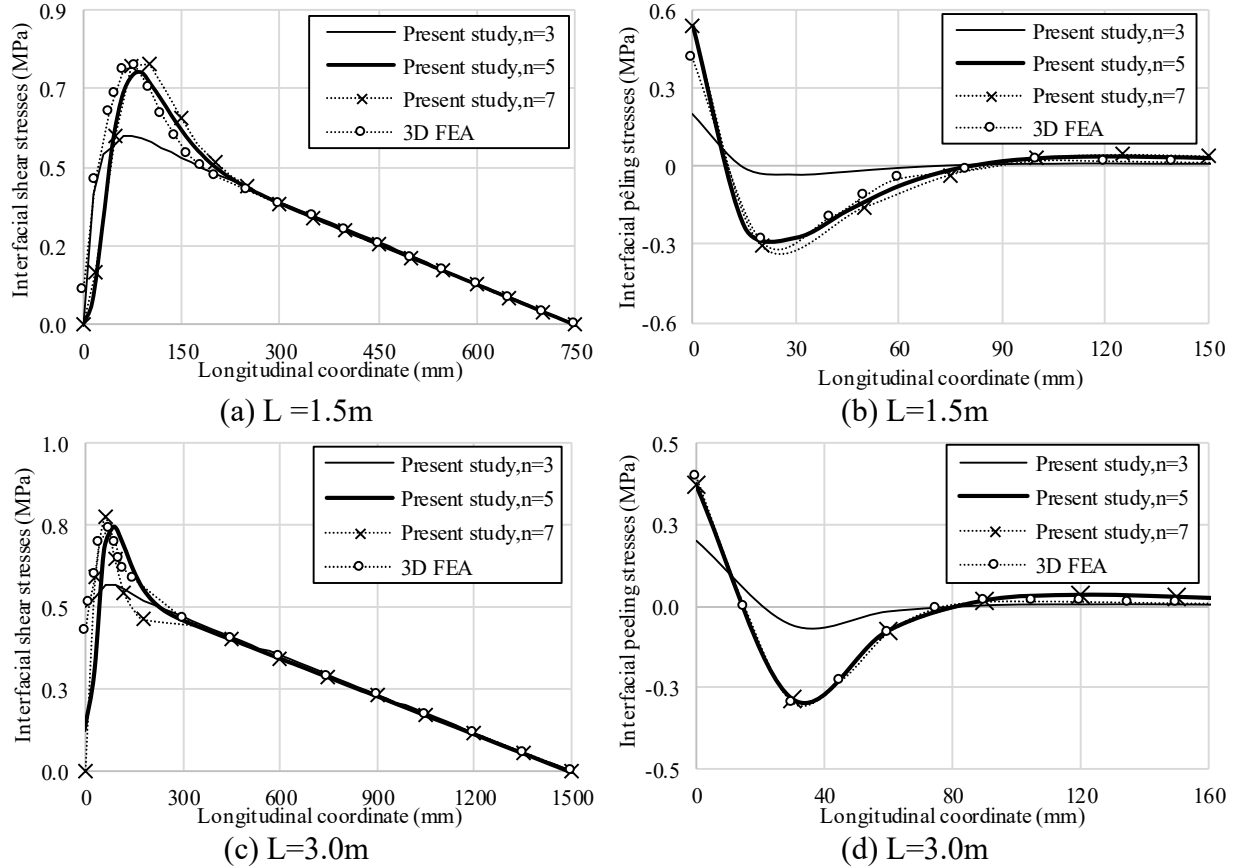 Interfacial shear stresses (MPa)
0.9
0.7
0.5
0.2
0.0
0 150 300 450 600 750
Longitudinal coordinate (mm)
Present study,n=3
Present study,n=5
Present study,n=7
3D FEA
(a) L =1.5m
Interfacial pêling stresses (MPa)
0.6
0.3
0
-0.3
-0.6
0 30 60 90 120 150
Longitudinal coordinate (mm)
Present study,n=3
Present study,n=5
Present study,n=7
3D FEA
(b) L=1.5m
Interfacial shear stresses (MPa)
1.0
0.8
0.5
0.3
0.0
0 300 600 900 1200 1500
Longitudinal coordinate (mm)
Present study,n=3
Present study,n=5
Present study,n=7
3D FEA
(c) L=3.0m
Interfacial peeling stresses (MPa)
0.5
0.3
0.0
-0.3
-0.5
0 40 80 120 160
Longitudinal coordinate (mm)
Present study,n=3
Present study,n=5
Present study,n=7
3D FEA
(d) L=3.0m